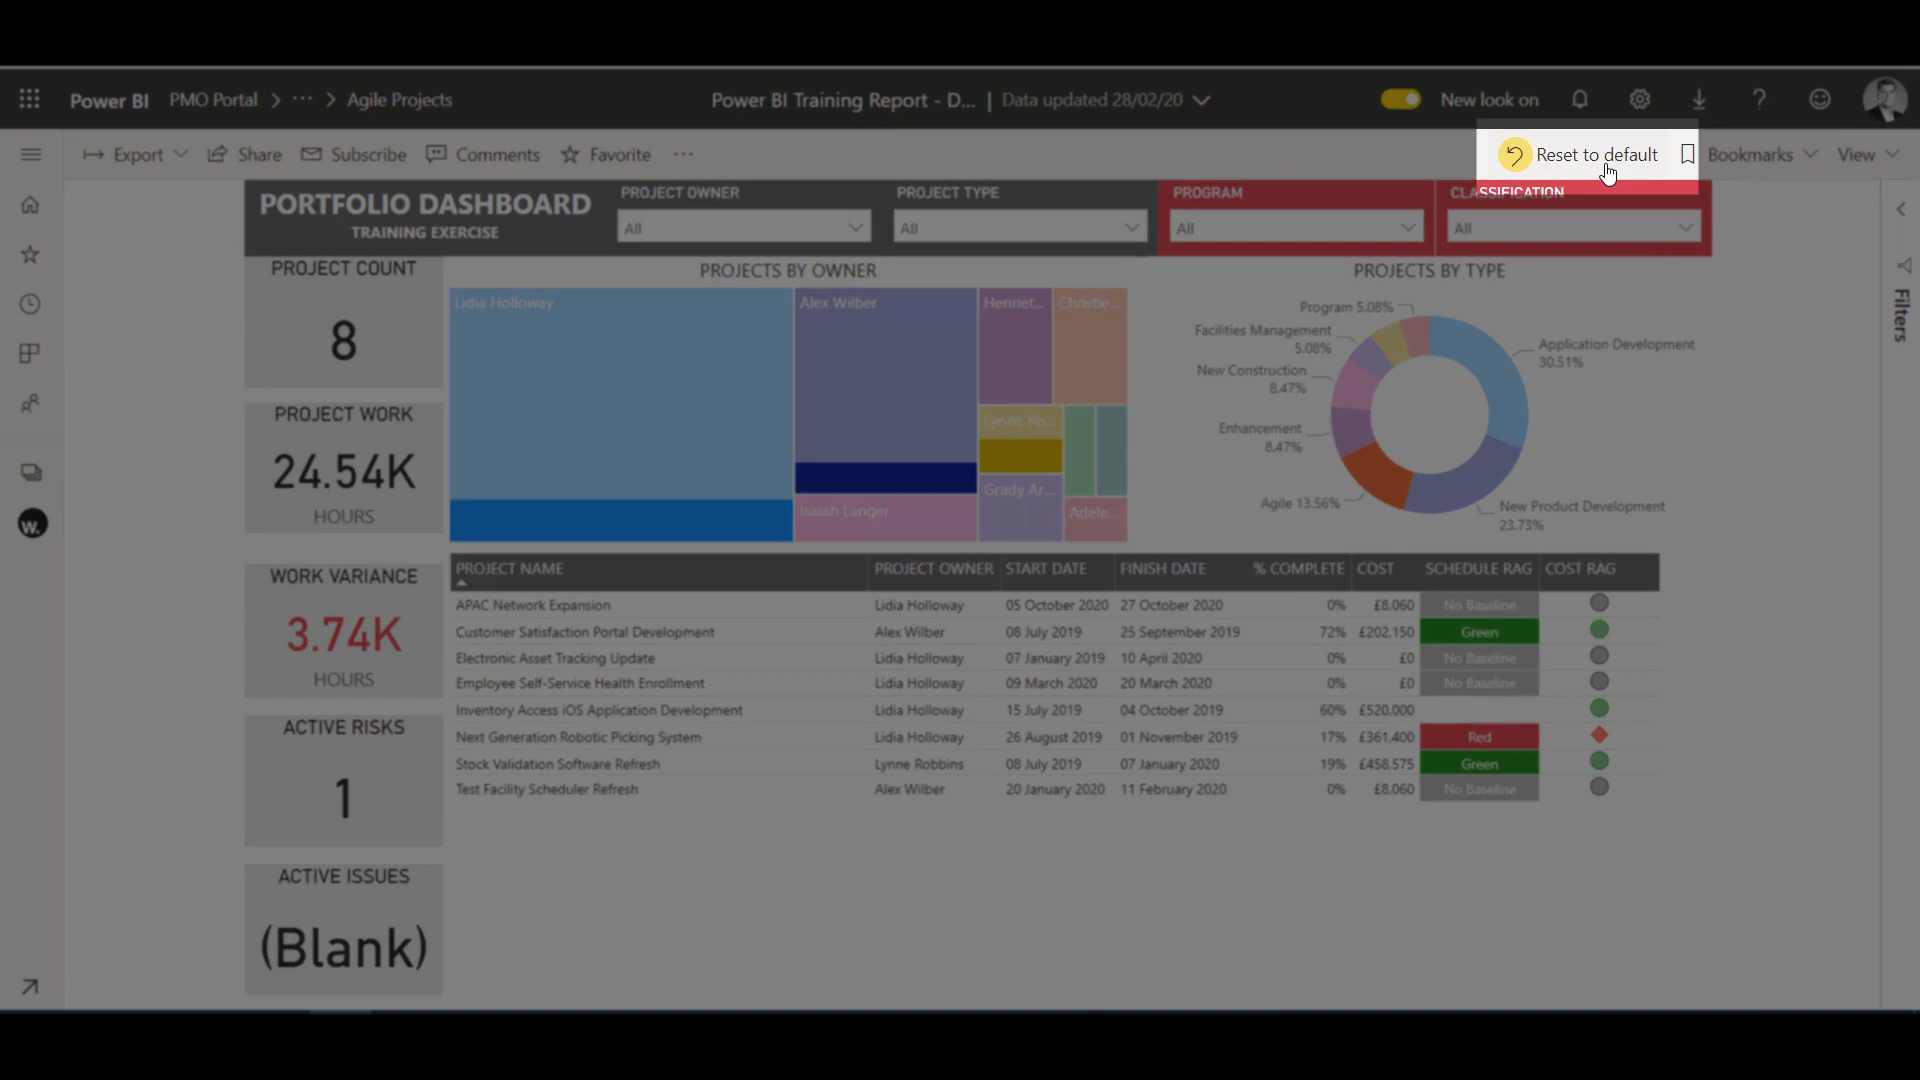 Power BI PMO Portal > ··· > Agile Projects
Power BI Training Report - D... | Data updated 28/02/20
New look on
Export Share Subscribe Comments Favorite ···
Reset to default Bookmarks View
PORTFOLIO DASHBOARD
TRAINING EXERCISE
PROJECT OWNER PROJECT TYPE PROGRAM CLASSIFICATION
All All All All
Filters
PROJECT COUNT
8
PROJECT WORK
24.54K
HOURS
WORK VARIANCE
3.74K
HOURS
ACTIVE RISKS
1
ACTIVE ISSUES
(Blank)
w.
PROJECTS BY OWNER
Lidia Holloway Alex Wilber Henriet... Christie...
Lynne Ro...
Grady Ar...
Isaiah Langer Adele...
PROJECTS BY TYPE
Program 5.08%
Facilities Management
5.08%
New Construction
8.47%
Enhancement
8.47%
Agile 13.56%
Application Development
30.51%
New Product Development
23.73%
PROJECT NAME PROJECT OWNER START DATE FINISH DATE % COMPLETE COST SCHEDULE RAG COST RAG
APAC Network Expansion Lidia Holloway 05 October 2020 27 October 2020 0% £8,060 No Baseline
Customer Satisfaction Portal Development Alex Wilber 08 July 2019 25 September 2019 72% £202,150 Green
Electronic Asset Tracking Update Lidia Holloway 07 January 2019 10 April 2020 0% £0 No Baseline
Employee Self-Service Health Enrollment Lidia Holloway 09 March 2020 20 March 2020 0% £0 No Baseline
Inventory Access iOS Application Development Lidia Holloway 15 July 2019 04 October 2019 60% £520,000
Next Generation Robotic Picking System Lidia Holloway 26 August 2019 01 November 2019 17% £361,400 Red
Stock Validation Software Refresh Lynne Robbins 08 July 2019 07 January 2020 19% £458,575 Green
Test Facility Scheduler Refresh Alex Wilber 20 January 2020 11 February 2020 0% £8,060 No Baseline